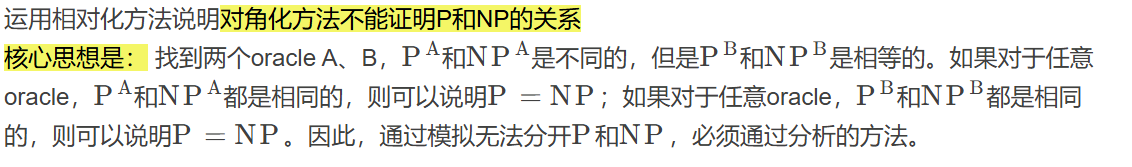 运用相对化方法说明对角化方法不能证明P和NP的关系
核心思想是： 找到两个oracle A、B，P^A和NP^A是不同的，但是P^B和NP^B是相等的。如果对于任意
oracle，P^A和NP^A都是相同的，则可以说明P = NP；如果对于任意oracle，P^B和NP^B都是相同
的，则可以说明P = NP。因此，通过模拟无法分开P 和NP，必须通过分析的方法。